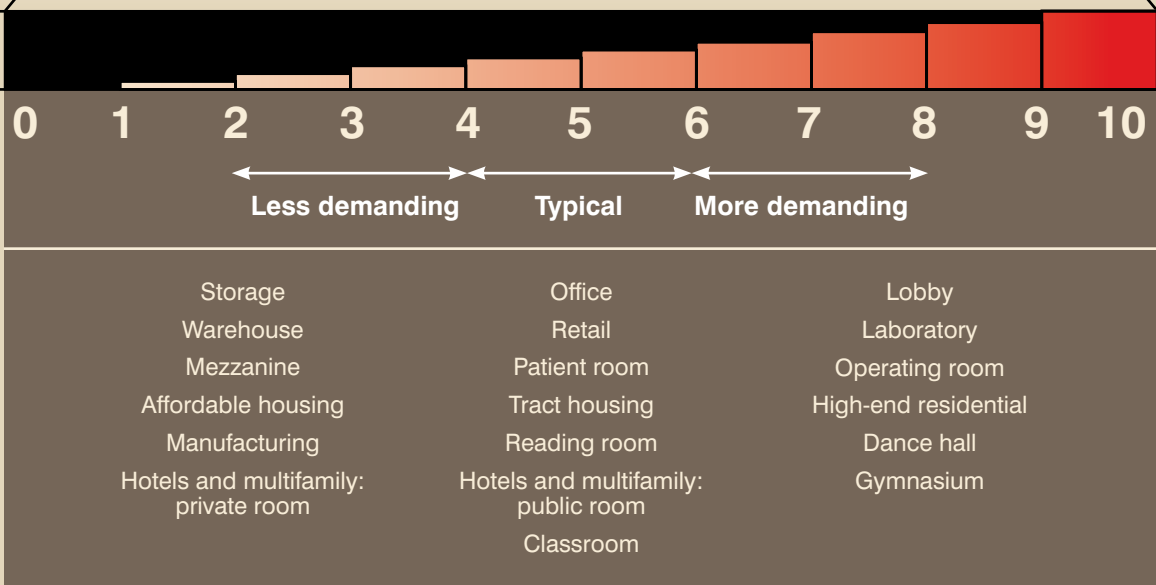 0 1 2 3 4 5 6 7 8 9 10
Less demanding Typical More demanding
Storage
Warehouse
Mezzanine
Affordable housing
Manufacturing
Hotels and multifamily:
private room
Office
Retail
Patient room
Tract housing
Reading room
Hotels and multifamily:
public room
Classroom
Lobby
Laboratory
Operating room
High-end residential
Dance hall
Gymnasium